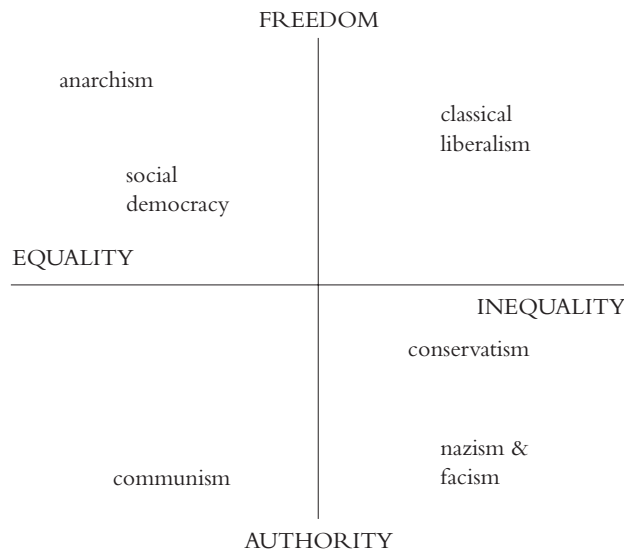 FREEDOM
anarchism
classical
liberalism
social
democracy
EQUALITY
INEQUALITY
conservatism
nazism &
facism
communism
AUTHORITY